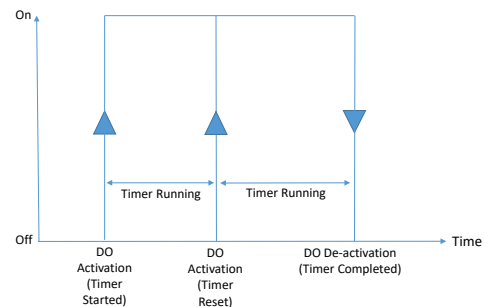 On
Timer Running
Timer Running
Off
Time
DO
Activation
(Timer
Started)
DO
Activation
(Timer
Reset)
DO De-activation
(Timer Completed)